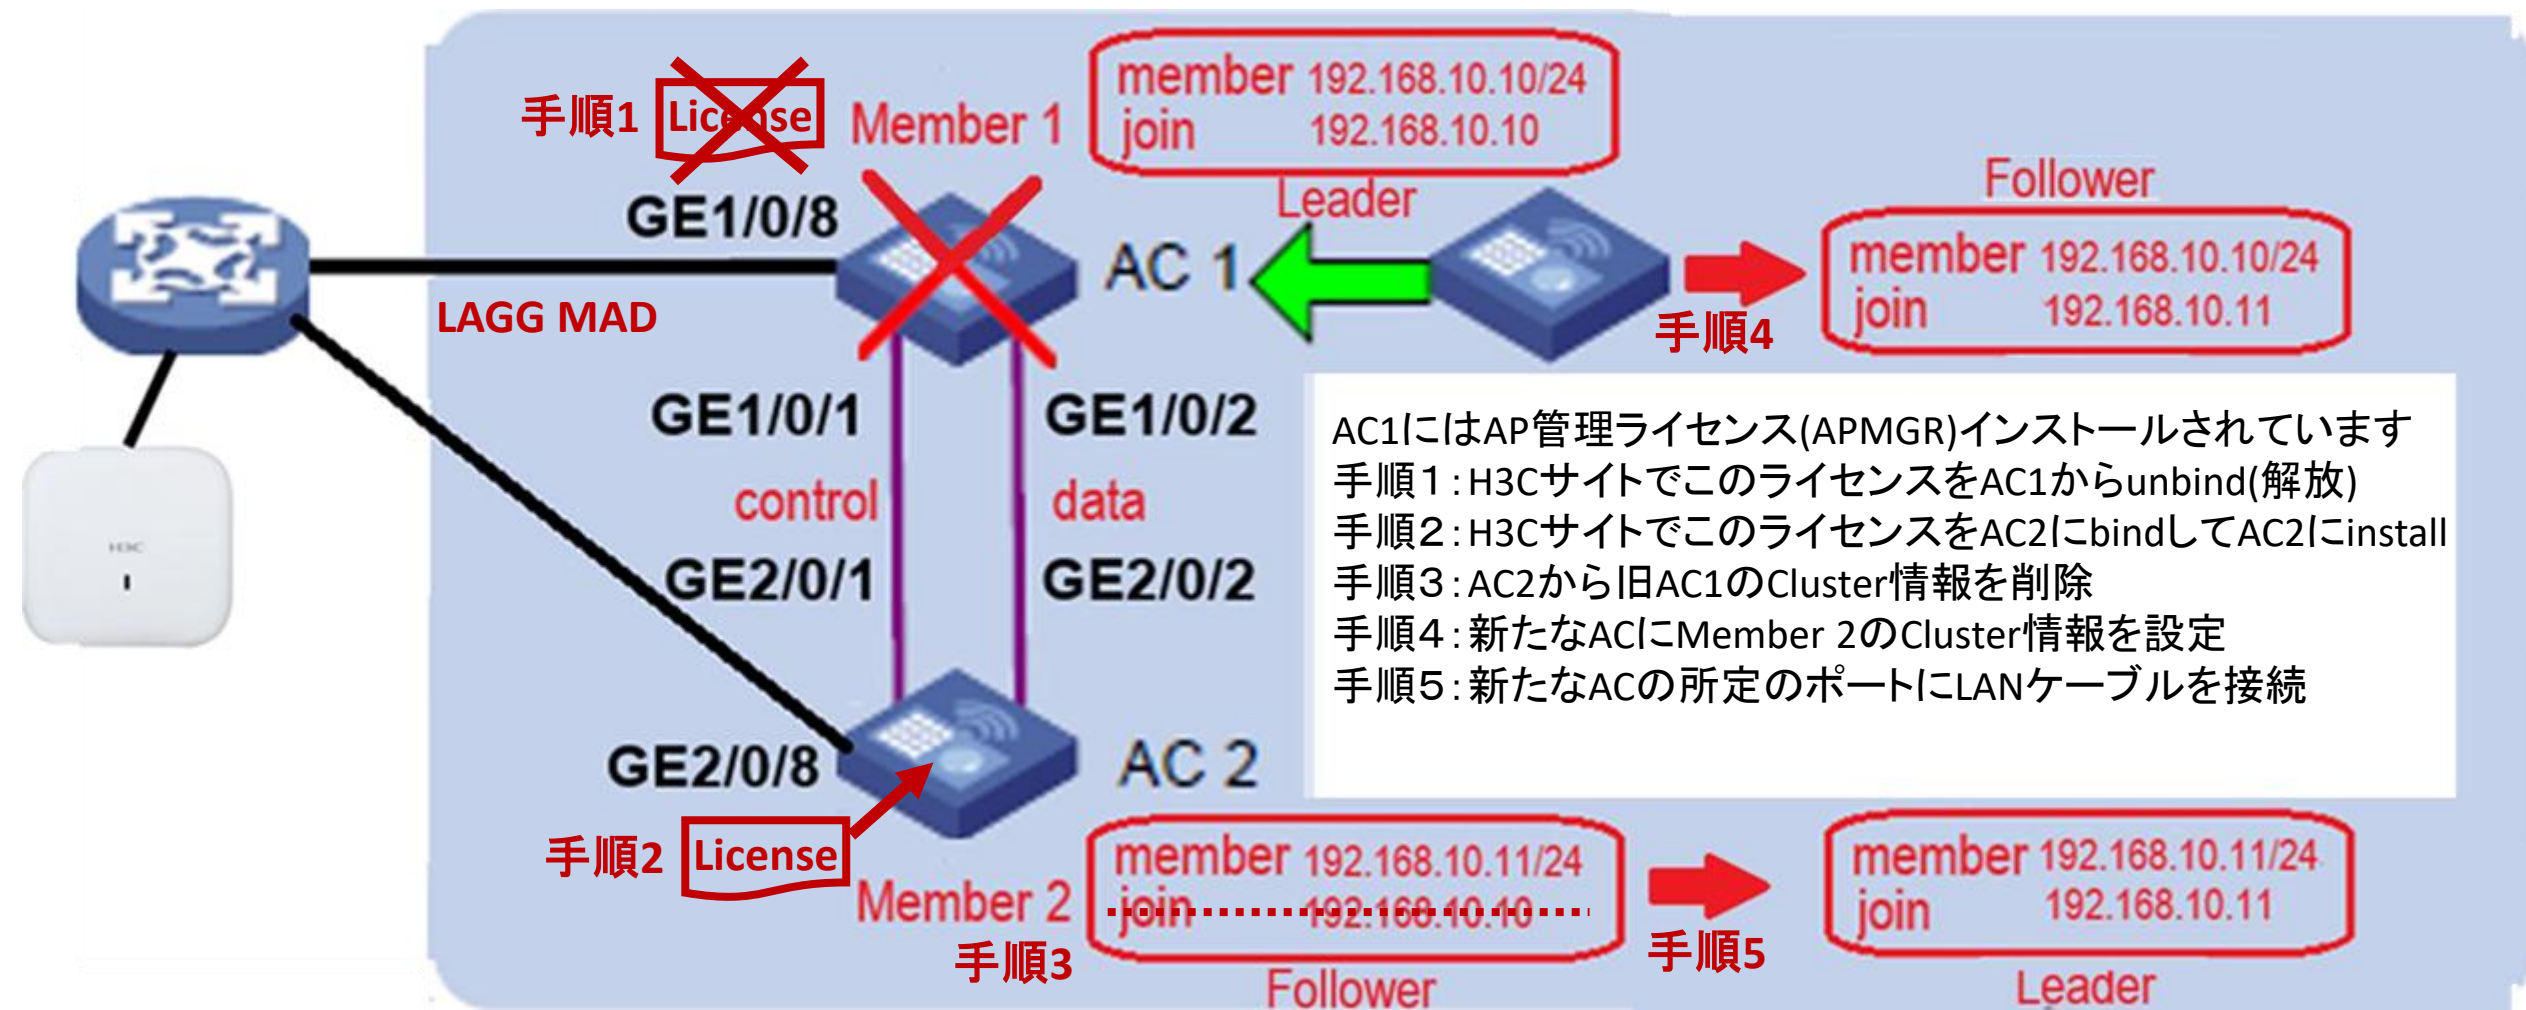 手順1
License
Member 1
member 192.168.10.10/24
join 192.168.10.10
Leader
Follower
member 192.168.10.10/24
join 192.168.10.11
手順4
GE1/0/8
AC 1
LAGG MAD
GE1/0/1
GE1/0/2
control
data
GE2/0/1
GE2/0/2
H3C
AC1にはAP管理ライセンス(APMGR)インストールされています
手順１：H3CサイトでこのライセンスをAC1からunbind(解放)
手順２：H3CサイトでこのライセンスをAC2にbindしてAC2にinstall
手順３：AC2から旧AC1のCluster情報を削除
手順４：新たなACにMember 2のCluster情報を設定
手順５：新たなACの所定のポートにLANケーブルを接続
GE2/0/8
AC 2
手順2
License
Member 2
手順3
member 192.168.10.11/24
join 192.168.10.10
Follower
手順5
member 192.168.10.11/24
join 192.168.10.11
Leader